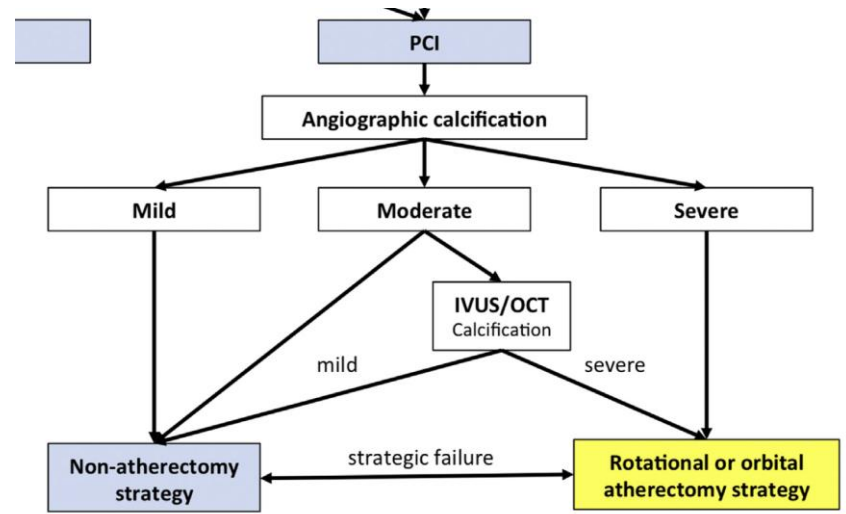 PCI
Angiographic calcification
Mild
Moderate
Severe
IVUS/OCT
Calcification
mild
severe
Non-atherectomy
strategy
strategic failure
Rotational or orbital
atherectomy strategy